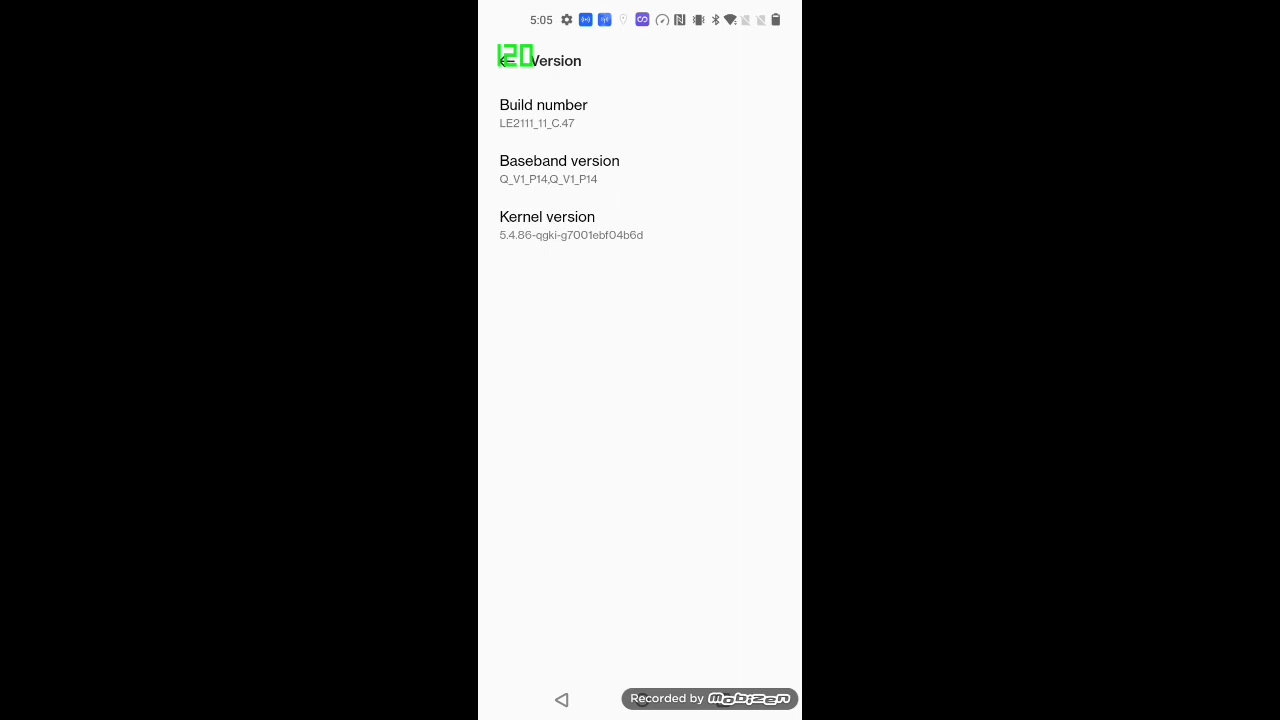 5:05
120
Version
Build number
LE2111_11_C.47
Baseband version
Q_V1_P14,Q_V1_P14
Kernel version
5.4.86-qgki-g7001ebf04b6d
Recorded by mobizen